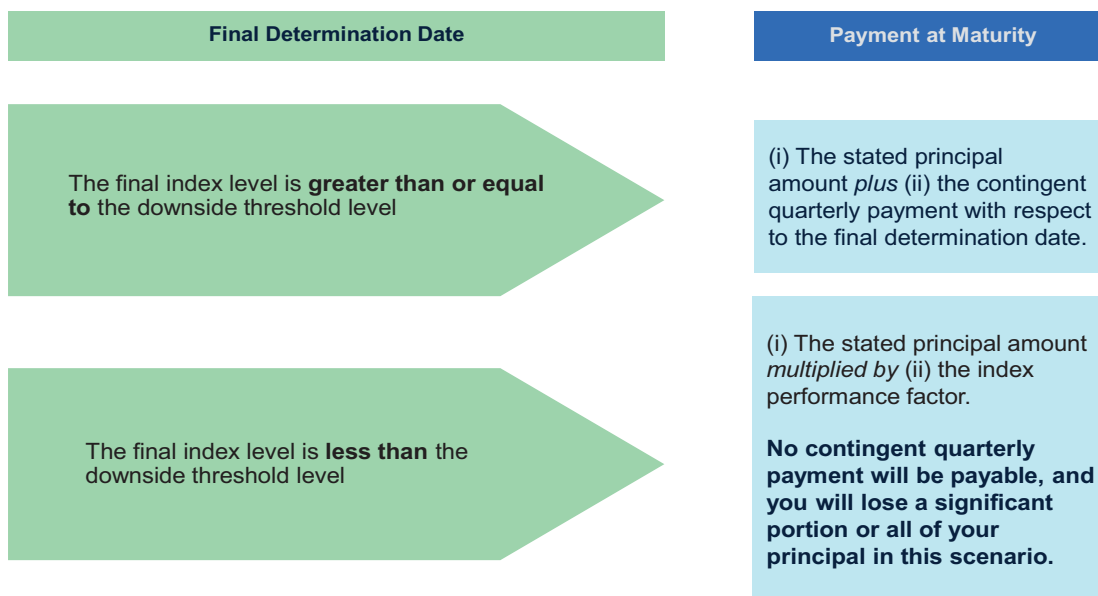 Final Determination Date
Payment at Maturity
The final index level is greater than or equal
to the downside threshold level
(i) The stated principal
amount plus (ii) the contingent
quarterly payment with respect
to the final determination date.
The final index level is less than the
downside threshold level
(i) The stated principal amount
multiplied by (ii) the index
performance factor.
No contingent quarterly
payment will be payable, and
you will lose a significant
portion or all of your
principal in this scenario.